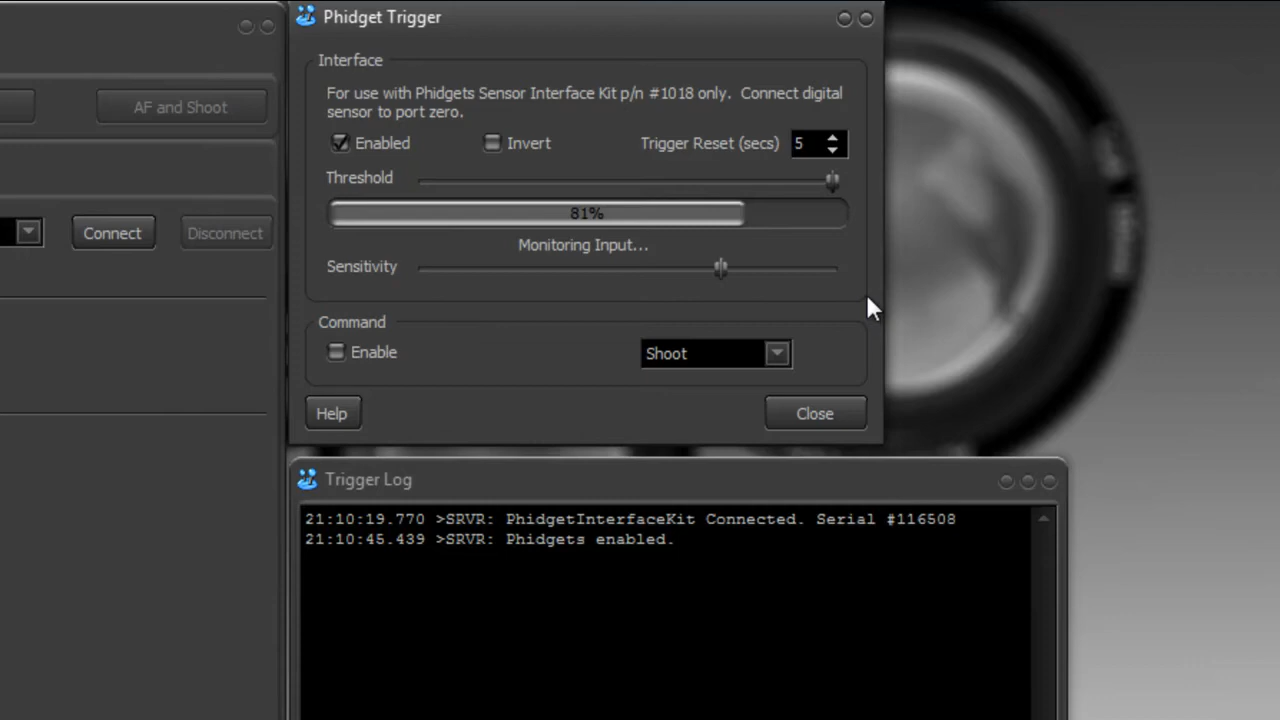 Phidget Trigger
Interface
For use with Phidgets Sensor Interface Kit p/n #1018 only. Connect digital
sensor to port zero.
AF and Shoot
Enabled
Invert
Trigger Reset (secs)
5
Threshold
81%
Connect
Disconnect
Monitoring Input...
Sensitivity
Command
Enable
Shoot
Help
Close
Trigger Log
21:10:19.770 >SRVR: PhidgetInterfaceKit Connected. Serial #116508
21:10:45.439 >SRVR: Phidgets enabled.